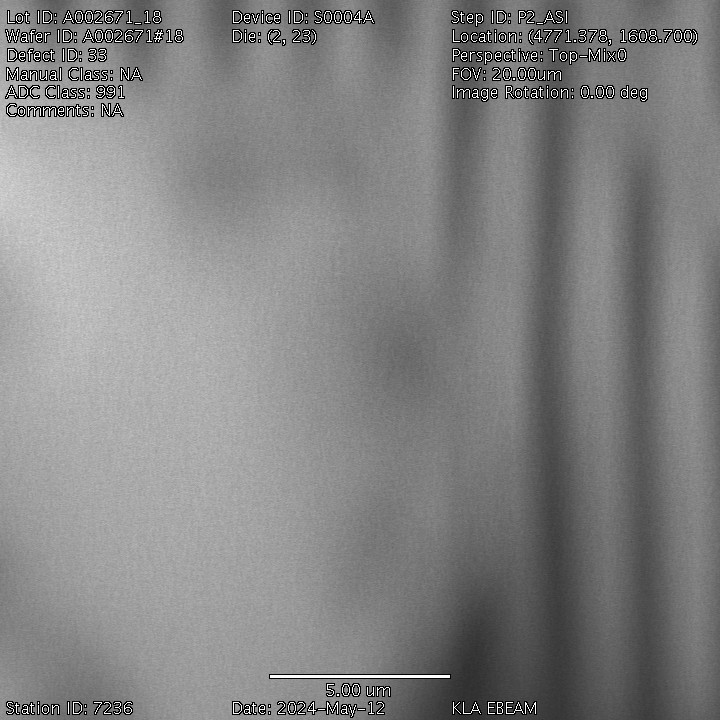 Lot ID: A002671_18
Device ID: S0004A
Step ID: P2_ASI
Wafer ID: A002671#18
Die: (2, 23)
Location: (4771.378, 1608.700)
Defect ID: 33
Perspective: Top-Mix0
Manual Class: NA
FOV: 20.00um
ADC Class: 991
Image Rotation: 0.00 deg
Comments: NA
5.00 um
Station ID: 7236
Date: 2024-May-12
KLA EBEAM